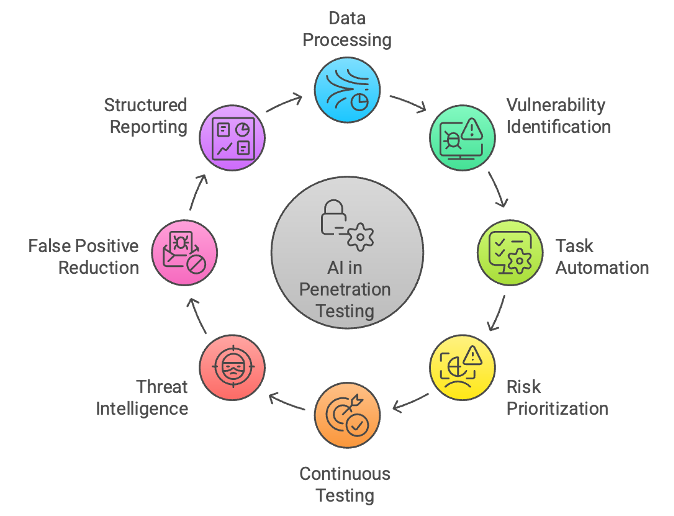 Data
Processing
Vulnerability
Identification
Task
Automation
Risk
Prioritization
Continuous
Testing
Threat
Intelligence
False Positive
Reduction
Structured
Reporting
AI in
Penetration
Testing